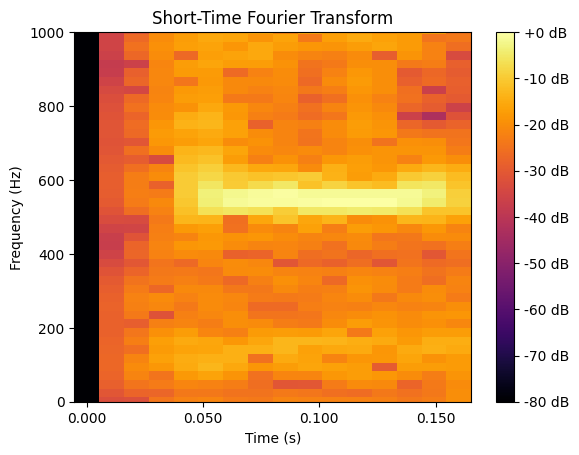 Short-Time Fourier Transform
1000
800
600
400
200
0
Frequency (Hz)
0.000
0.050
0.100
0.150
Time (s)
+0 dB
-10 dB
-20 dB
-30 dB
-40 dB
-50 dB
-60 dB
-70 dB
-80 dB